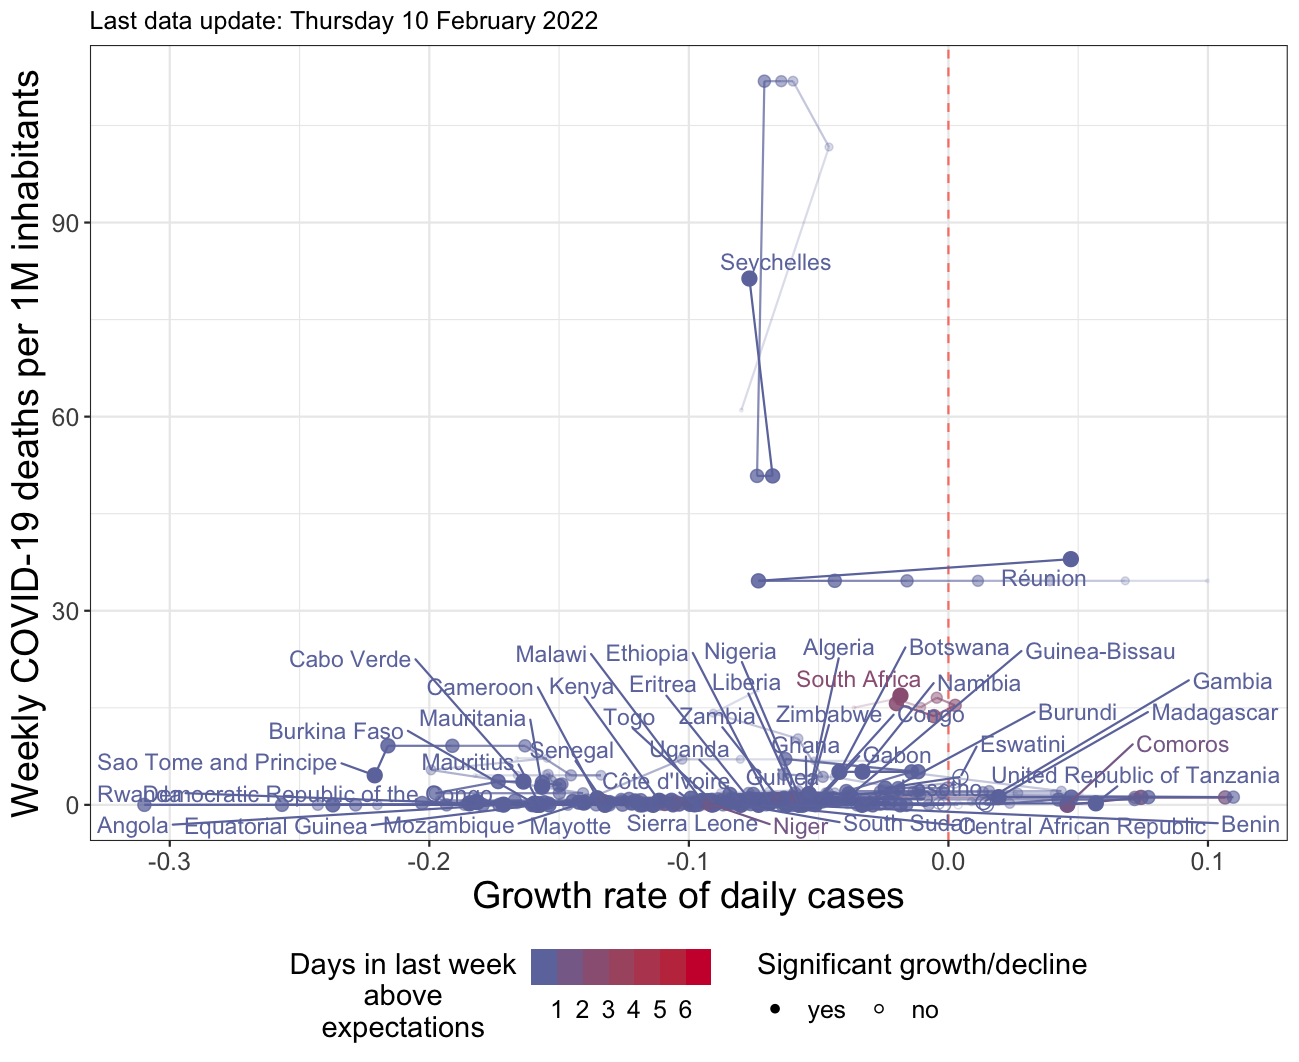 Last data update: Thursday 10 February 2022
Weekly COVID-19 deaths per 1M inhabitants
90
60
30
0
Seychelles
Réunion
Cabo Verde
Malawi
Ethiopia
Nigeria
Algeria
Botswana
Guinea-Bissau
Cameroon
Kenya
Eritrea
Liberia
South Africa
Namibia
Gambia
Burkina Faso
Mauritania
Togo
Zambia
Zimbabwe
Congo
Burundi
Madagascar
Sao Tome and Principe
Mauritius
Senegal
Uganda
Ghana
Gabon
Eswatini
Comoros
Côte d'Ivoire
Guinea
United Republic of Tanzania
Rwanda
Democratic Republic of the Congo
Lesotho
Angola
Equatorial Guinea
Mozambique
Mayotte
Sierra Leone
Niger
South Sudan
Central African Republic
Benin
-0.3
-0.2
-0.1
0.0
0.1
Growth rate of daily cases
Days in last week
above
expectations
1 2 3 4 5 6
Significant growth/decline
yes
no